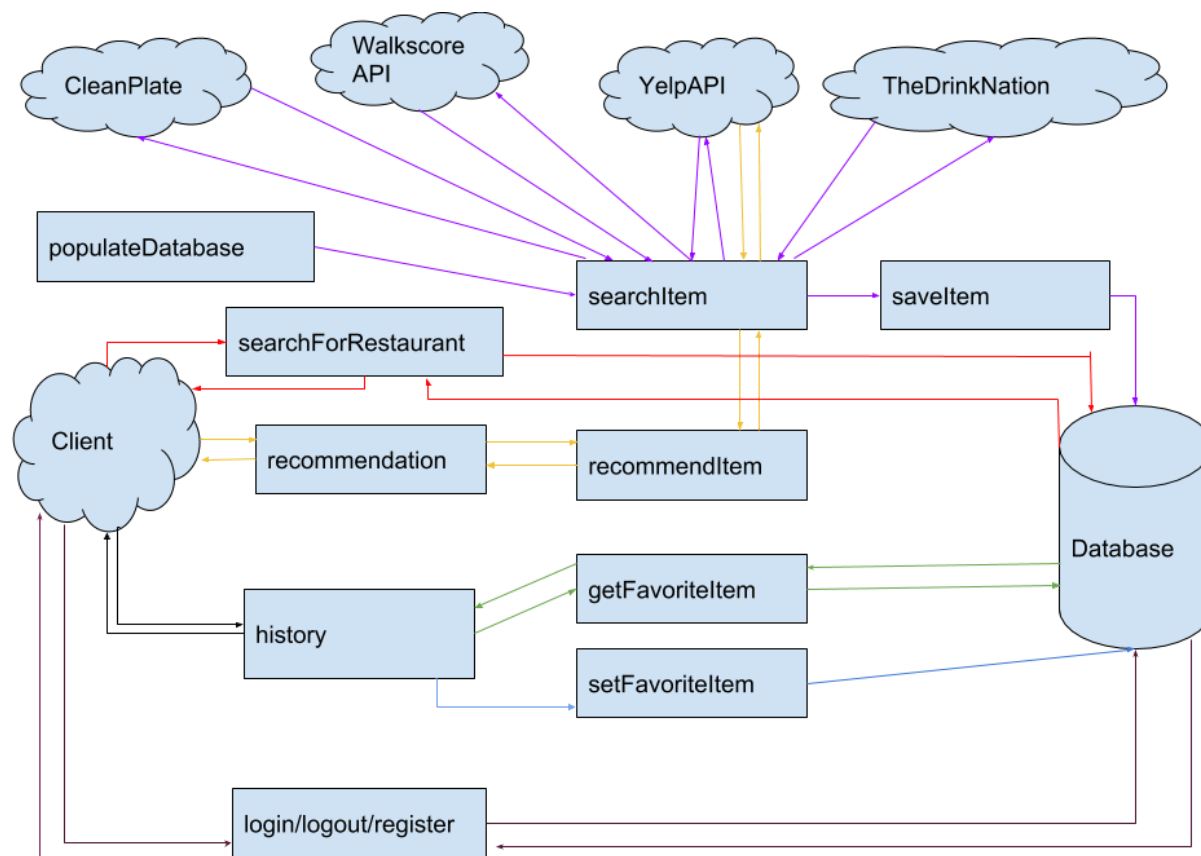 CleanPlate
Walkscore
API
YelpAPI
TheDrinkNation
populateDatabase
searchItem
saveItem
searchForRestaurant
Client
recommendation
recommendItem
Database
getFavoriteItem
history
setFavoriteItem
login/logout/register